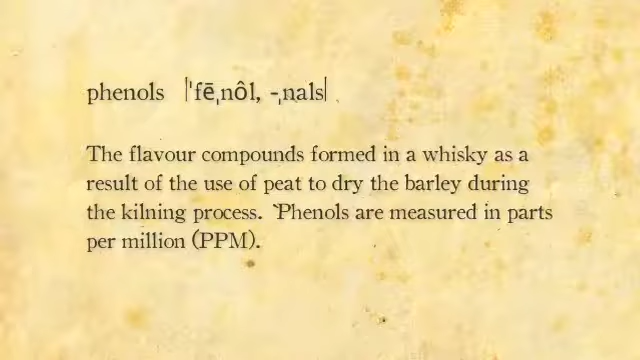 phenols |ˈfēˌnôl, -ˌnals|
The flavour compounds formed in a whisky as a
result of the use of peat to dry the barley during
the kilning process. `Phenols are measured in parts
per million (PPM).